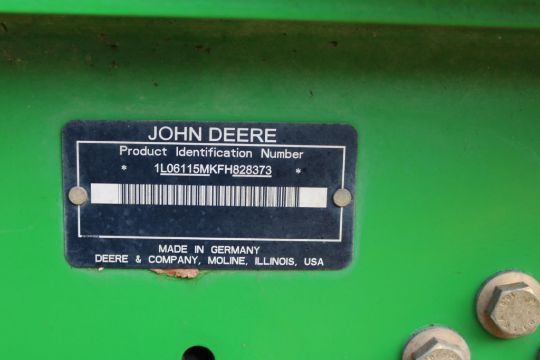 JOHN DEERE
Product Identification Number
* 1L06115MKFH828373 *
MADE IN GERMANY
DEERE & COMPANY, MOLINE, ILLINOIS, USA